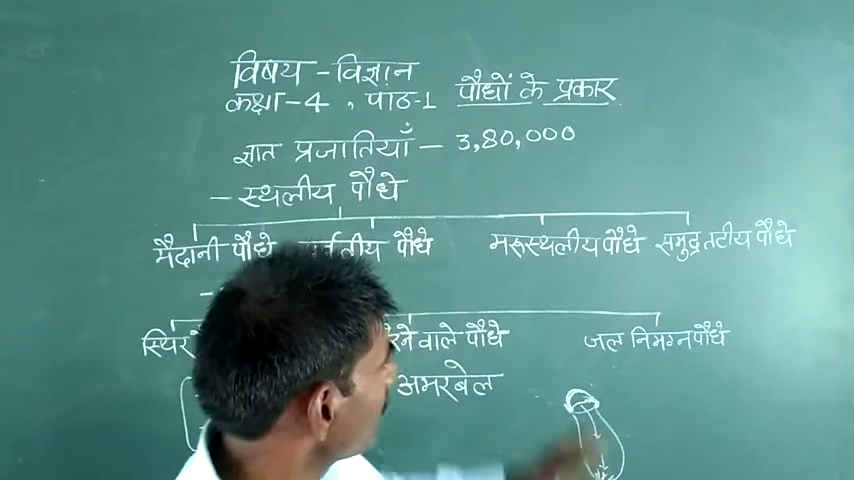 विषय - विज्ञान
कक्षा - 4 , पाठ-1 पौधों के प्रकार
ज्ञात प्रजातियाँ - 3,80,000
- स्थलीय पौधे
मैदानी पौधे पौधे मरूस्थलीय पौधे समुद्रतटीय पौधे
वाले पौधे जल निमग्न पौधे
अमरबेल